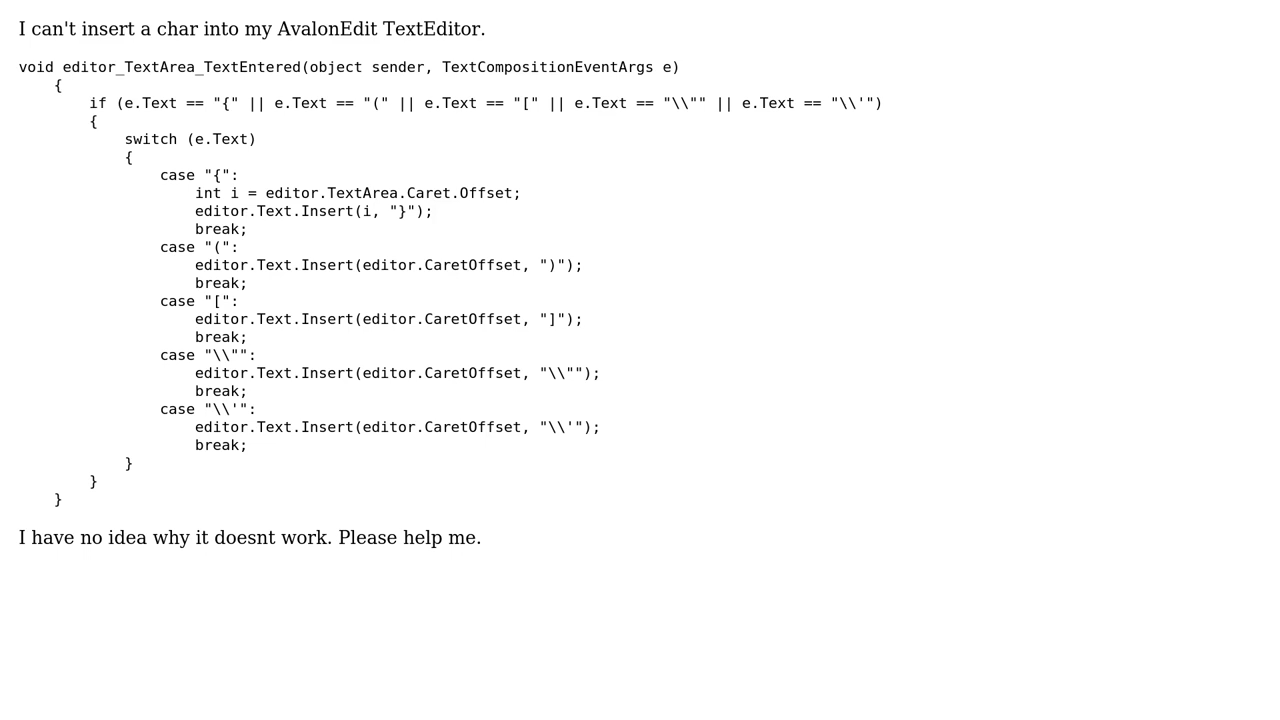 I can't insert a char into my AvalonEdit TextEditor.
void editor_TextArea_TextEntered(object sender, TextCompositionEventArgs e)
    {
        if (e.Text == "{" || e.Text == "(" || e.Text == "[" || e.Text == "\\"" || e.Text == "\\'")
        {
            switch (e.Text)
            {
                case "{":
                    int i = editor.TextArea.Caret.Offset;
                    editor.Text.Insert(i, "}");
                    break;
                case "(":
                    editor.Text.Insert(editor.CaretOffset, ")");
                    break;
                case "[":
                    editor.Text.Insert(editor.CaretOffset, "]");
                    break;
                case "\\"":
                    editor.Text.Insert(editor.CaretOffset, "\\"");
                    break;
                case "\\'":
                    editor.Text.Insert(editor.CaretOffset, "\\'");
                    break;
            }
        }
    }
I have no idea why it doesnt work. Please help me.